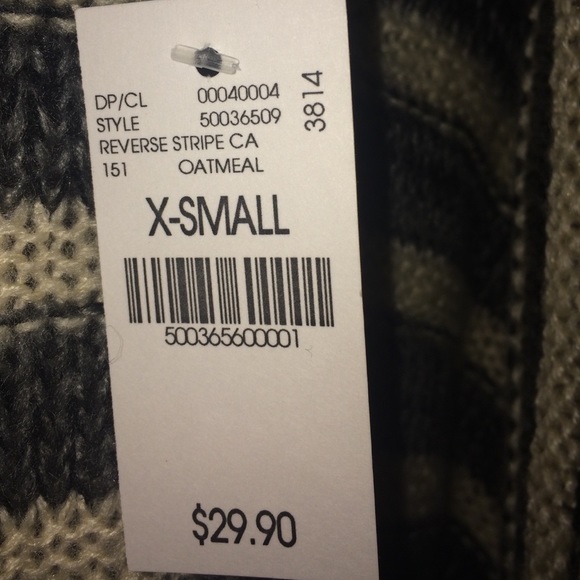 DP/CL 00040004
STYLE 50036509
REVERSE STRIPE CA
151 OATMEAL
3814
X-SMALL
500365600001
$29.90